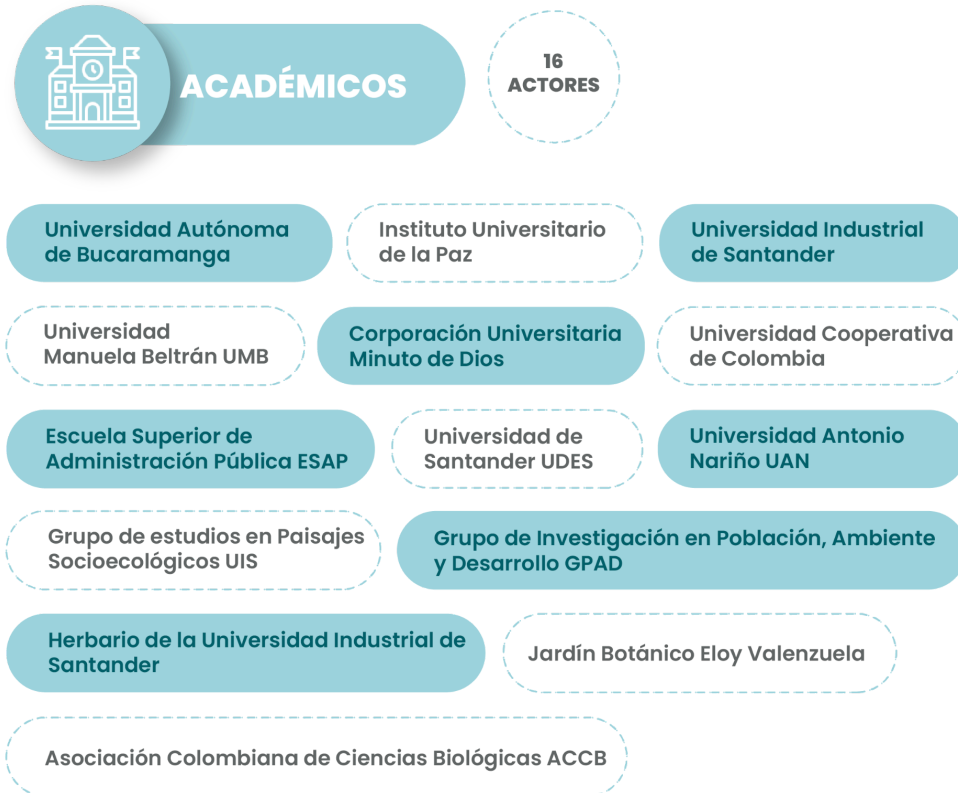 ACADÉMICOS
16
ACTORES
Universidad Autónoma
de Bucaramanga
Instituto Universitario
de la Paz
Universidad Industrial
de Santander
Universidad
Manuela Beltrán UMB
Corporación Universitaria
Minuto de Dios
Universidad Cooperativa
de Colombia
Escuela Superior de
Administración Pública ESAP
Universidad de
Santander UDES
Universidad Antonio
Nariño UAN
Grupo de estudios en Paisajes
Socioecológicos UIS
Grupo de Investigación en Población, Ambiente
y Desarrollo GPAD
Herbario de la Universidad Industrial de
Santander
Jardín Botánico Eloy Valenzuela
Asociación Colombiana de Ciencias Biológicas ACCB